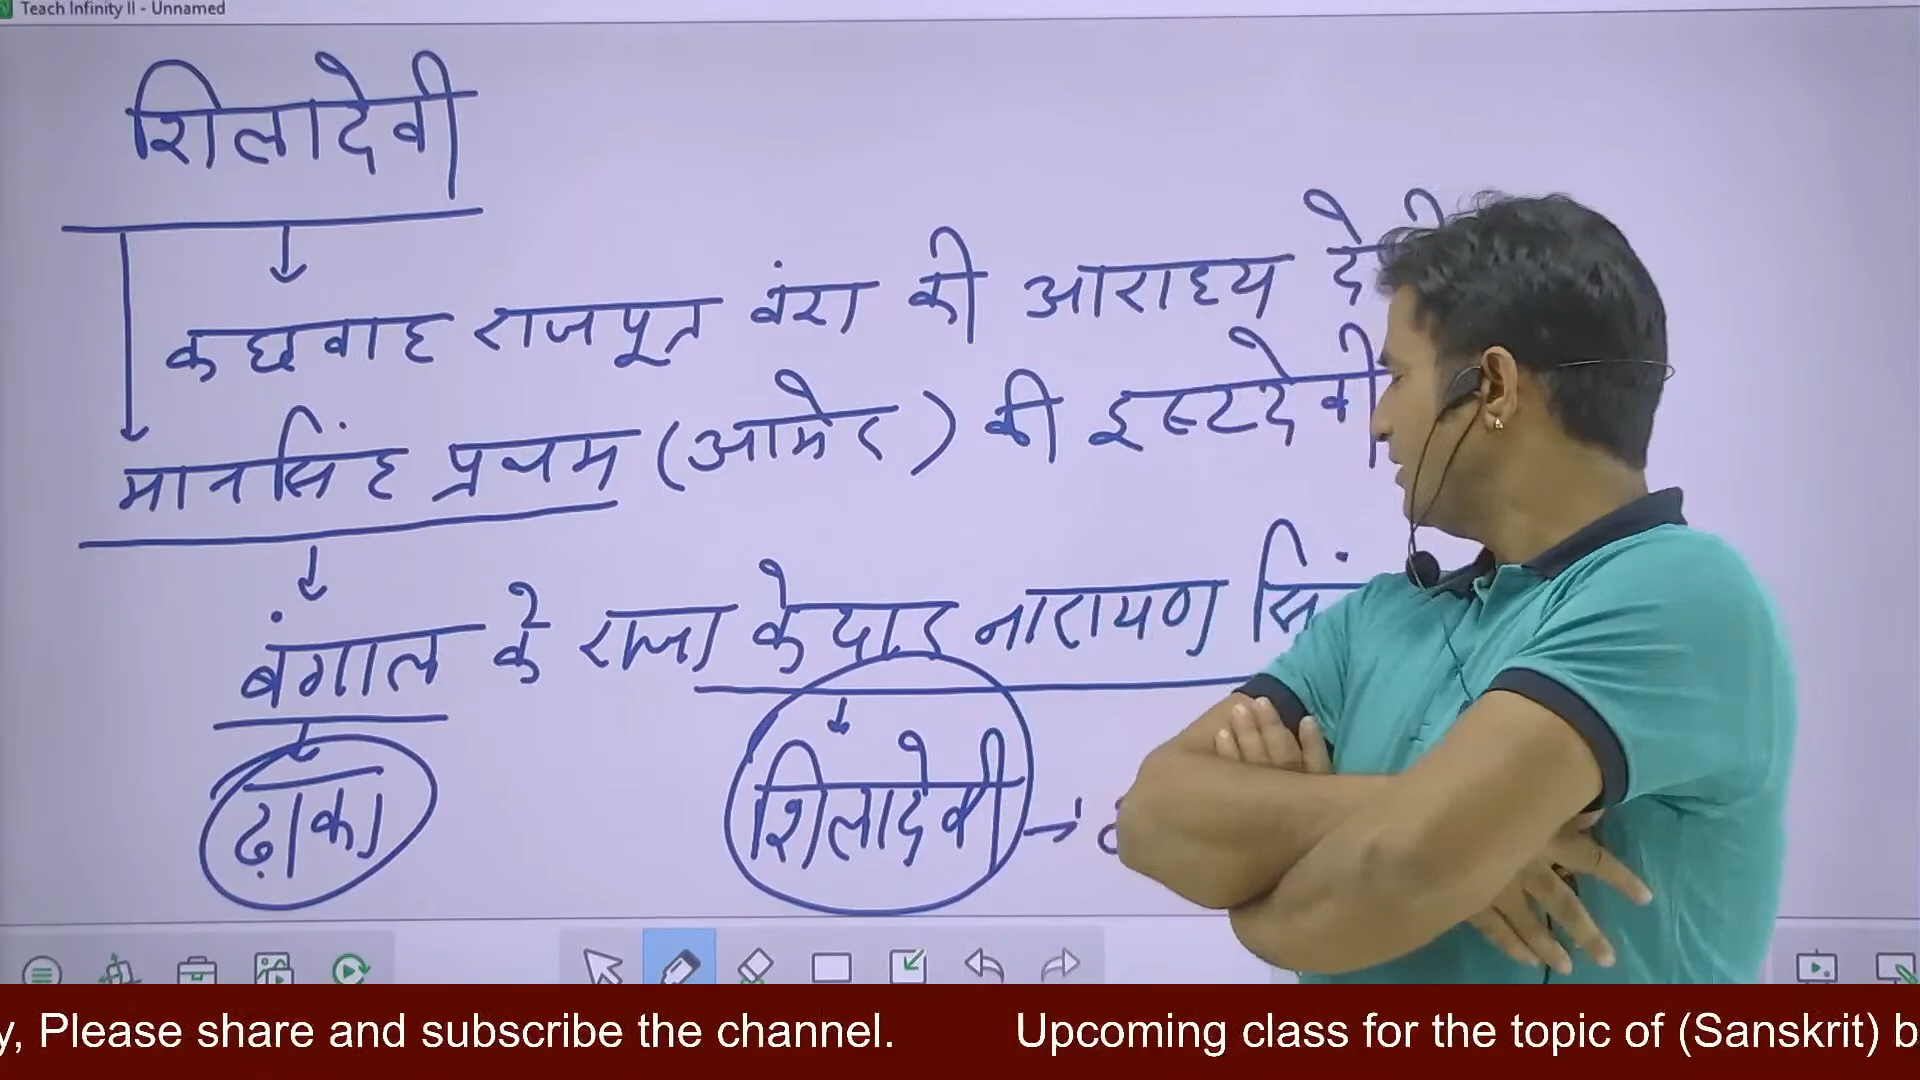 Teach Infinity II - Unnamed
शिलादेवी
कछवाह राजपूत वंश की आराध्य
मानसिंह प्रथम (आमेर) की इस्टदेवी
बंगाल के राजा केदार नारायण सिं
ढ़ाका
शिलादेवी →
y, Please share and subscribe the channel. Upcoming class for the topic of (Sanskrit) b